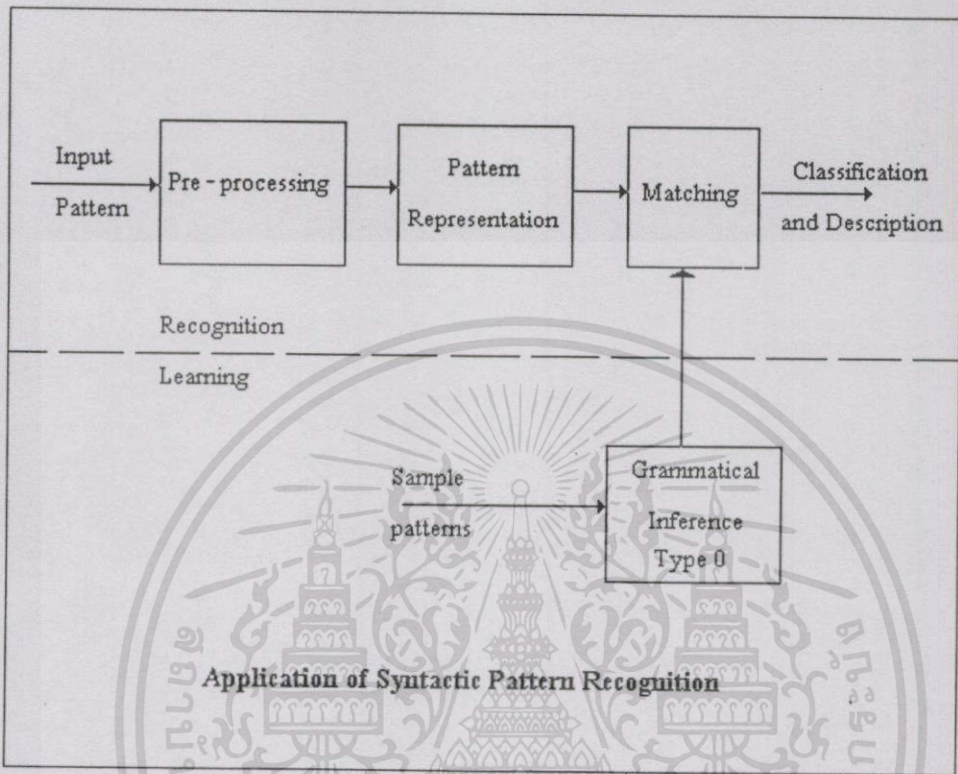 Input
Pattern
Pre - processing
Pattern
Representation
Matching
Classification
and Description
Recognition
Learning
Sample
patterns
Grammatical
Inference
Type 0
Application of Syntactic Pattern Recognition